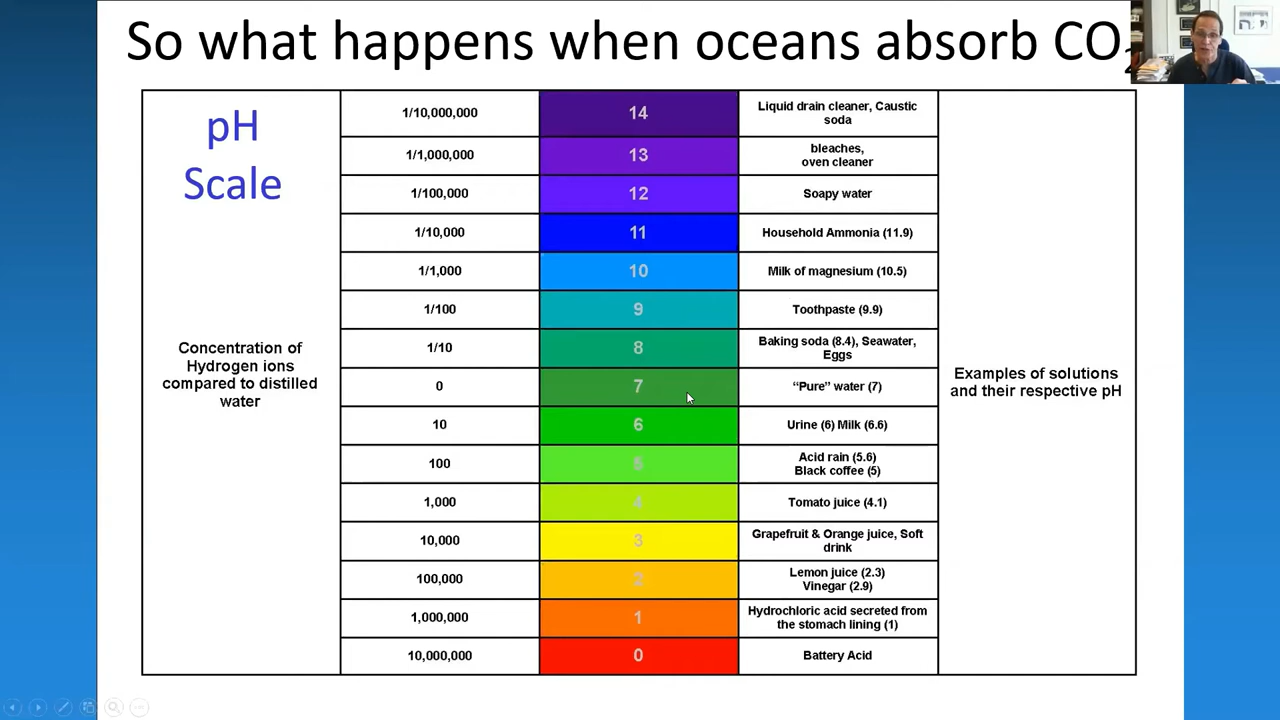 So what happens when oceans absorb CO2
pH
Scale
1/10,000,000
14
Liquid drain cleaner, Caustic
soda
1/1,000,000
13
bleaches,
oven cleaner
1/100,000
12
Soapy water
1/10,000
11
Household Ammonia (11.9)
1/1,000
10
Milk of magnesium (10.5)
1/100
9
Toothpaste (9.9)
Concentration of
Hydrogen ions
compared to distilled
water
1/10
8
Baking soda (8.4), Seawater,
Eggs
0
7
“Pure” water (7)
Examples of solutions
and their respective pH
10
6
Urine (6) Milk (6.6)
100
5
Acid rain (5.6)
Black coffee (5)
1,000
4
Tomato juice (4.1)
10,000
3
Grapefruit & Orange juice, Soft
drink
100,000
2
Lemon juice (2.3)
Vinegar (2.9)
1,000,000
1
Hydrochloric acid secreted from
the stomach lining (1)
10,000,000
0
Battery Acid